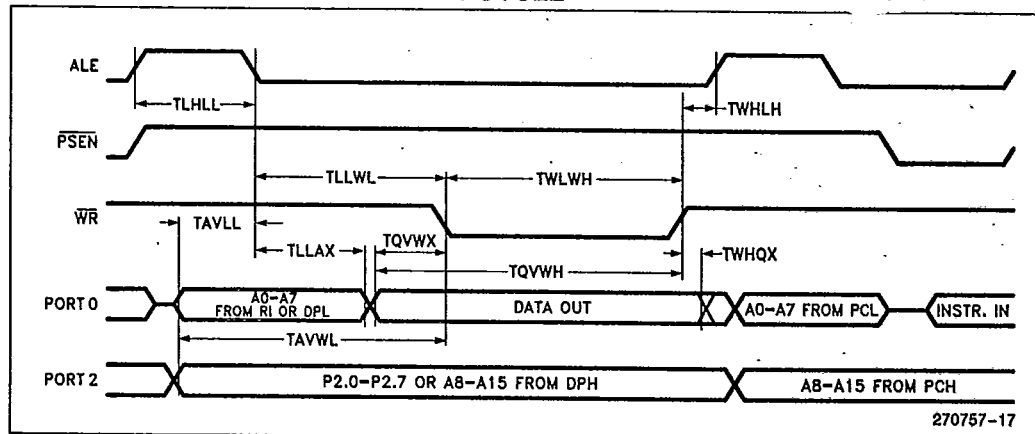 ALE
TLHLL
TWHLH
PSEN
TLLWL
TWLWH
WR
TAVLL
TLLAX
TQVWX
TWHQX
TQVWH
PORT 0
A0–A7
FROM RI OR DPL
DATA OUT
A0–A7 FROM PCL
INSTR. IN
TAVWL
PORT 2
P2.0–P2.7 OR A8–A15 FROM DPH
A8–A15 FROM PCH
270757–17